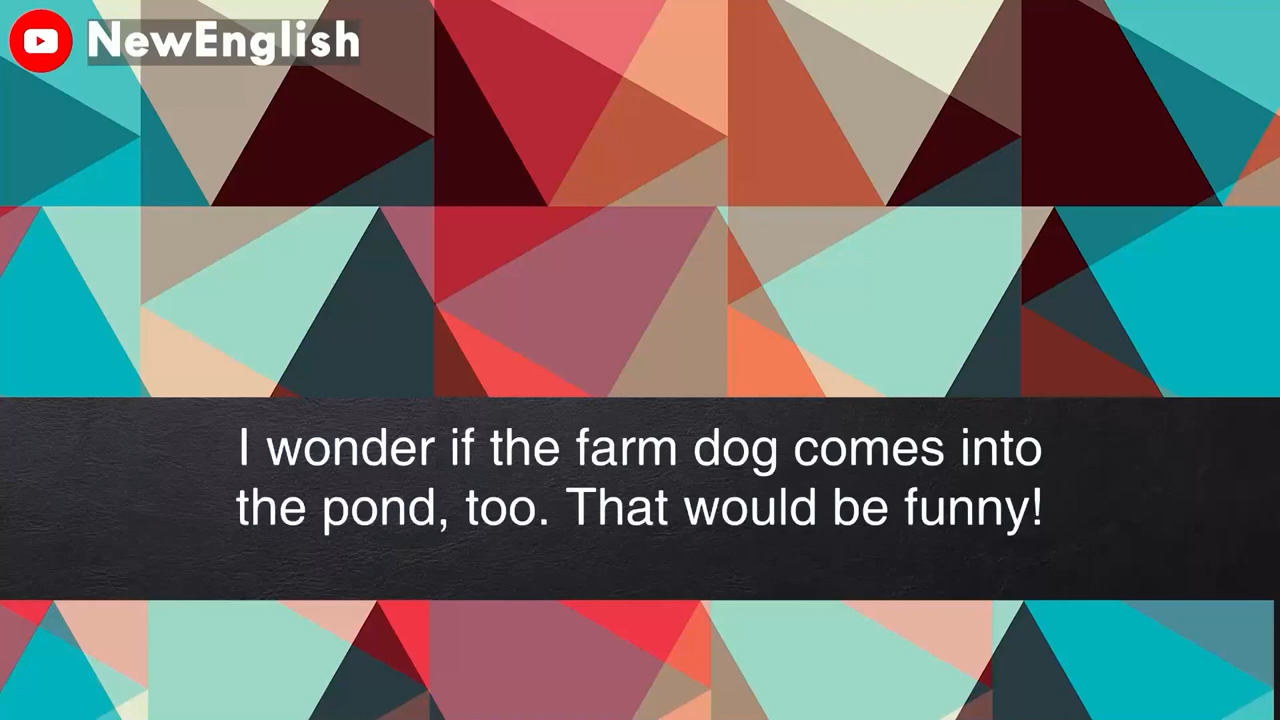 NewEnglish
I wonder if the farm dog comes into
the pond, too. That would be funny!